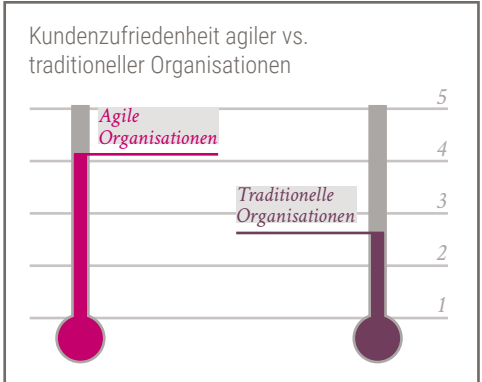 Kundenzufriedenheit agiler vs.
traditioneller Organisationen
5
Agile
Organisationen
4
Traditionelle
Organisationen
3
2
1